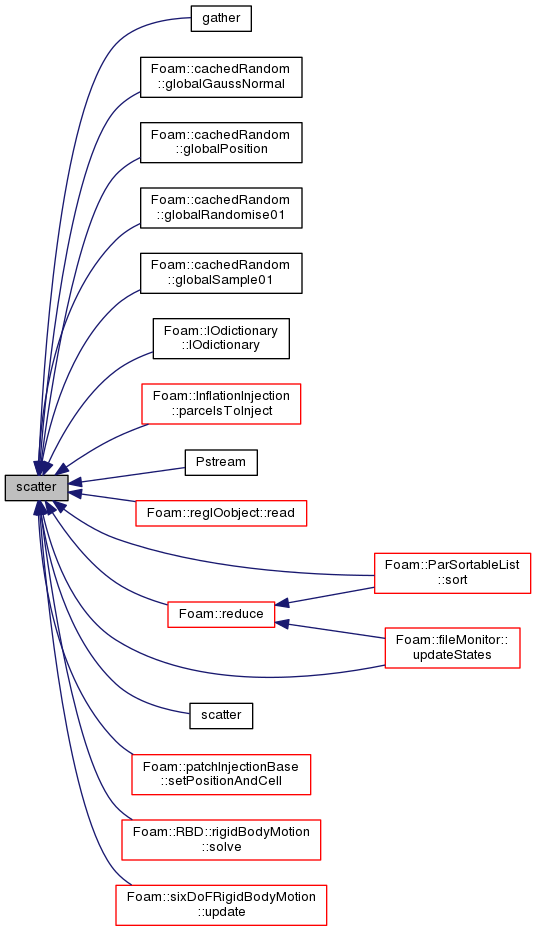 gather
Foam::cachedRandom
::globalGaussNormal
Foam::cachedRandom
::globalPosition
Foam::cachedRandom
::globalRandomise01
Foam::cachedRandom
::globalSample01
Foam::IOdictionary
::IOdictionary
Foam::InflationInjection
::parcelsToInject
Pstream
scatter
Foam::regIOobject::read
Foam::ParSortableList
::sort
Foam::reduce
Foam::fileMonitor::
updateStates
scatter
Foam::patchInjectionBase
::setPositionAndCell
Foam::RBD::rigidBodyMotion
::solve
Foam::sixDoFRigidBodyMotion
::update